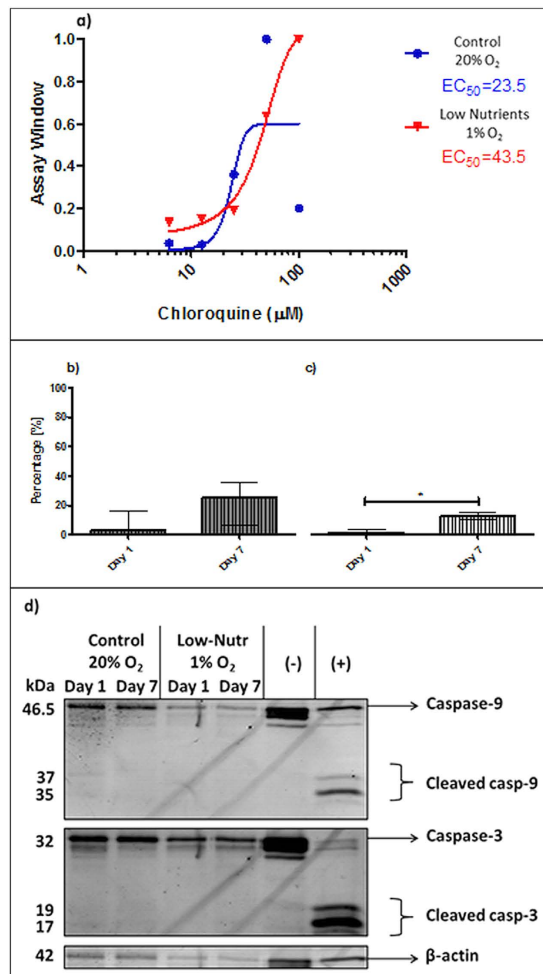 a)
1.0
0.8
0.6
0.4
0.2
0.0
Assay Window
1
10
100
1000
Chloroquine (μM)
Control
20% O₂
EC₅₀=23.5
Low Nutrients
1% O₂
EC₅₀=43.5
b)
c)
100
80
60
40
20
0
Percentage [%]
Day 1
Day 7
*
Day 1
Day 7
d)
Control
20% O₂
Low-Nutr
1% O₂
(-)
(+)
kDa
Day 1 Day 7 Day 1 Day 7
46.5
Caspase-9
37
35
Cleaved casp-9
32
Caspase-3
19
17
Cleaved casp-3
42
β-actin